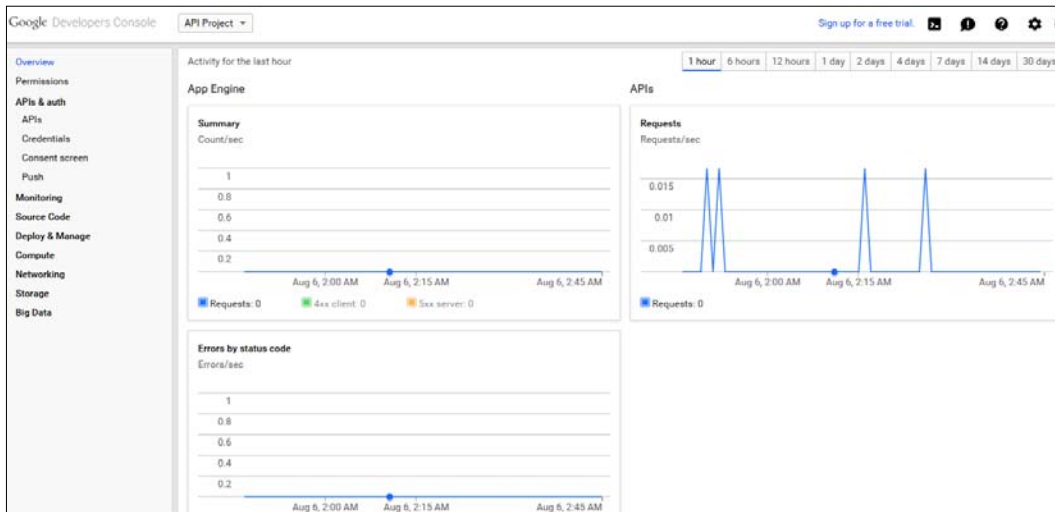 Google Developers Console
API Project
Sign up for a free trial.
Overview
Permissions
APIs & auth
APIs
Credentials
Consent screen
Push
Monitoring
Source Code
Deploy & Manage
Compute
Networking
Storage
Big Data
Activity for the last hour
1 hour 6 hours 12 hours 1 day 2 days 4 days 7 days 14 days 30 days
App Engine
Summary
Count/sec
1
0.8
0.6
0.4
0.2
Aug 6, 2:00 AM Aug 6, 2:15 AM Aug 6, 2:45 AM
Requests: 0 4xx client: 0 5xx server: 0
Errors by status code
Errors/sec
1
0.8
0.6
0.4
0.2
Aug 6, 2:00 AM Aug 6, 2:15 AM Aug 6, 2:45 AM
APIs
Requests
Requests/sec
0.015
0.01
0.005
Aug 6, 2:00 AM Aug 6, 2:15 AM Aug 6, 2:45 AM
Requests: 0